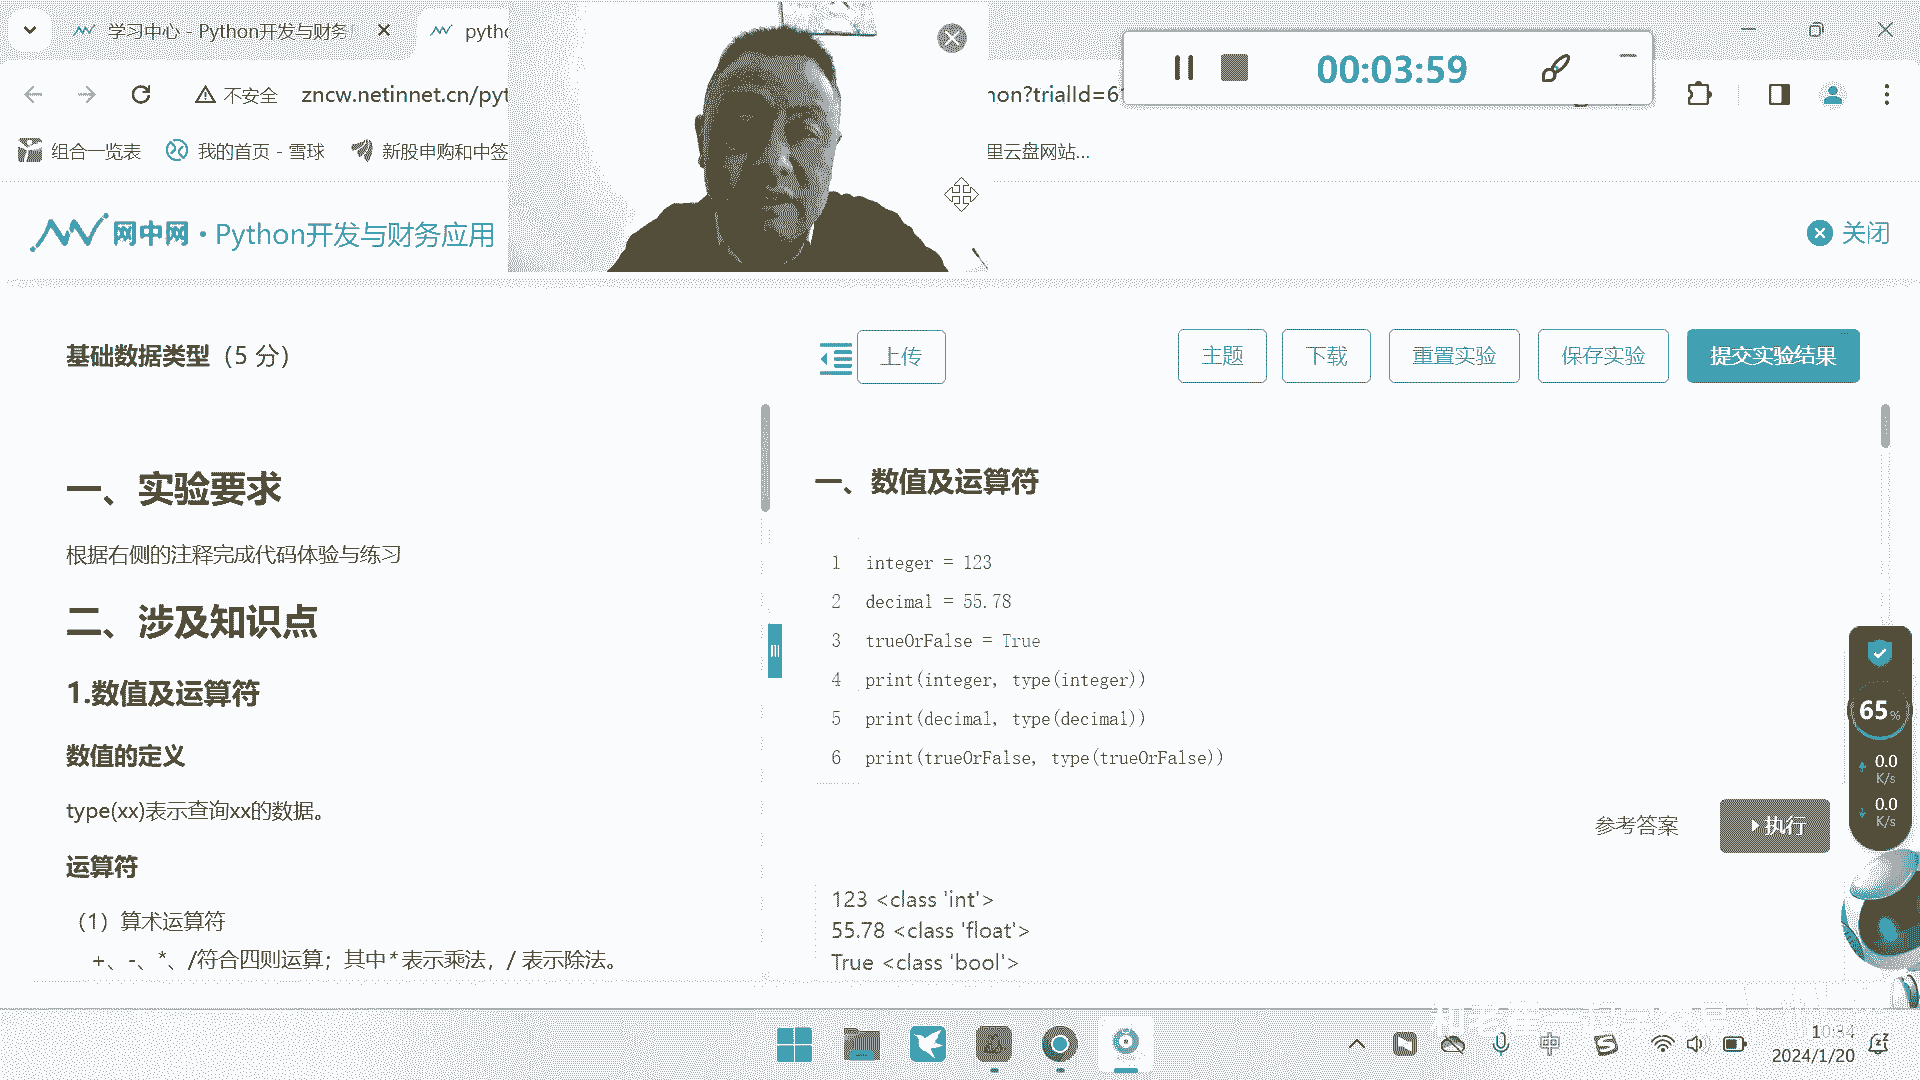 学习中心 - Python开发与财务
pyth
00:03:59
不安全
zncw.netinnet.cn/pyt
hon?trialId=6
组合一览表
我的首页 - 雪球
新股申购和中签
里云盘网站...
网中网·Python开发与财务应用
关闭
基础数据类型（5 分）
上传
主题
下载
重置实验
保存实验
提交实验结果
一、实验要求
根据右侧的注释完成代码体验与练习
二、涉及知识点
1.数值及运算符
数值的定义
type(xx)表示查询xx的数据。
运算符
（1）算术运算符
+、-、*、/符合四则运算；其中*表示乘法，/ 表示除法。
一、数值及运算符
1 integer = 123
2 decimal = 55.78
3 trueOrFalse = True
4 print(integer, type(integer))
5 print(decimal, type(decimal))
6 print(trueOrFalse, type(trueOrFalse))
参考答案
执行
123 <class 'int'>
55.78 <class 'float'>
True <class 'bool'>
65%
0.0
K/s
0.0
K/s
中
10:34
2024/1/20